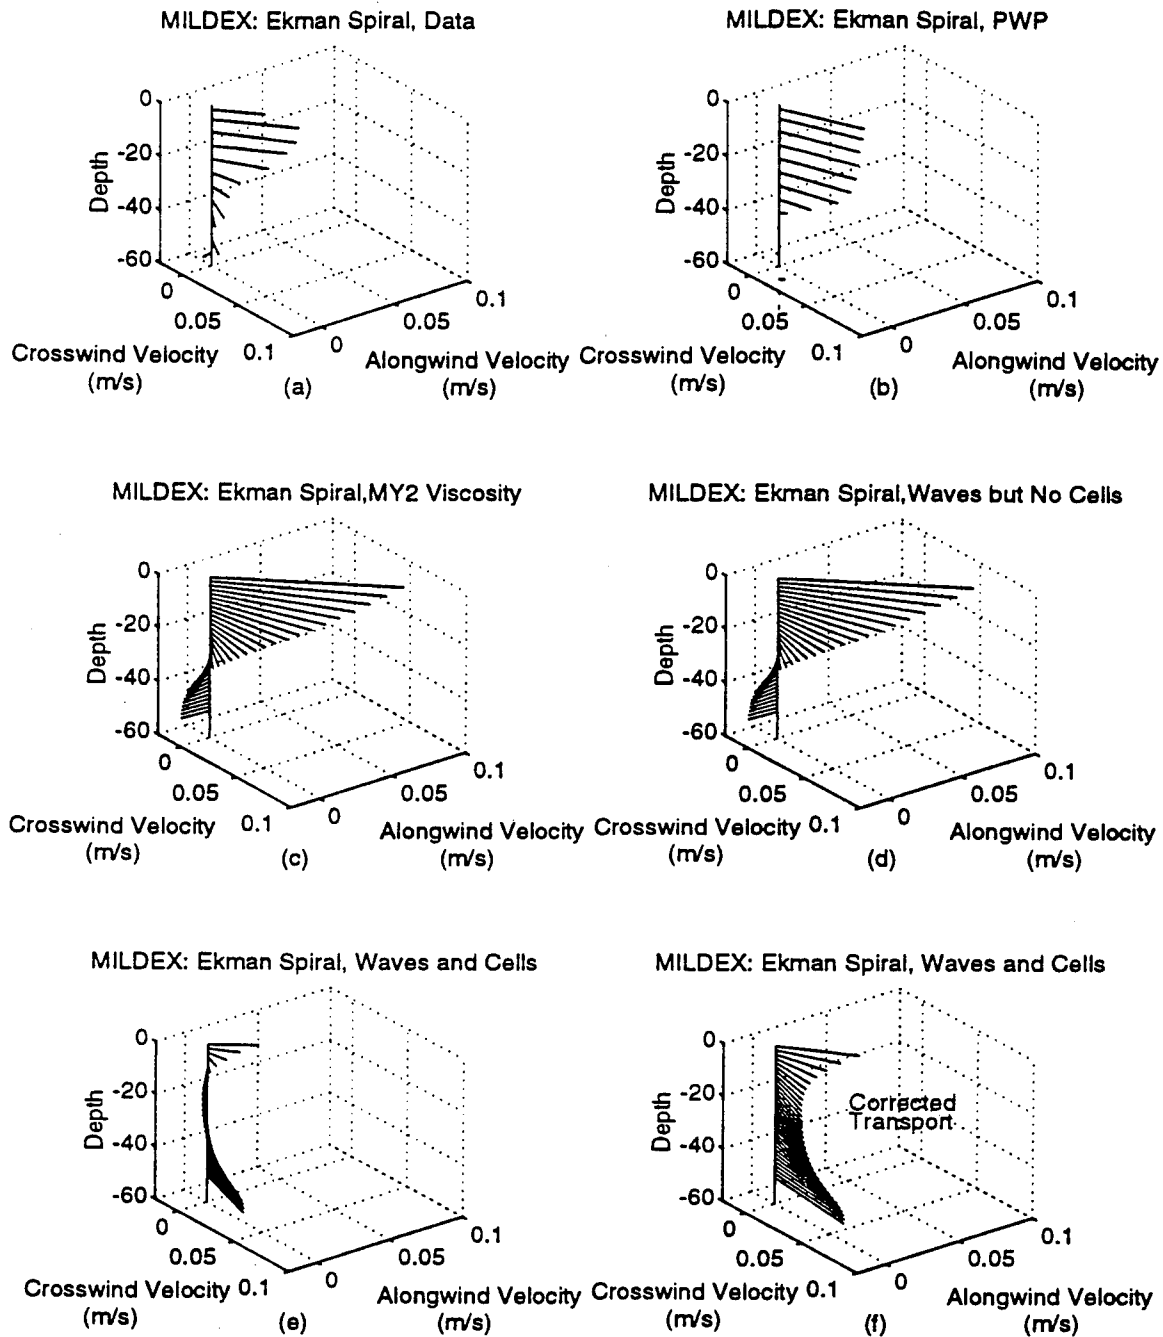 MILDEX: Ekman Spiral, Data
0
-20
-40
-60
Depth
0
0.05
0.1
0
0.05
0.1
Crosswind Velocity
(m/s)
Alongwind Velocity
(m/s)
(a)
MILDEX: Ekman Spiral, PWP
0
-20
-40
-60
Depth
0
0.05
0.1
0
0.05
0.1
Crosswind Velocity
(m/s)
Alongwind Velocity
(m/s)
(b)
MILDEX: Ekman Spiral,MY2 Viscosity
0
-20
-40
-60
Depth
0
0.05
0.1
0
0.05
0.1
Crosswind Velocity
(m/s)
Alongwind Velocity
(m/s)
(c)
MILDEX: Ekman Spiral,Waves but No Cells
0
-20
-40
-60
Depth
0
0.05
0.1
0
0.05
0.1
Crosswind Velocity
(m/s)
Alongwind Velocity
(m/s)
(d)
MILDEX: Ekman Spiral, Waves and Cells
0
-20
-40
-60
Depth
0
0.05
0.1
0
0.05
0.1
Crosswind Velocity
(m/s)
Alongwind Velocity
(m/s)
(e)
MILDEX: Ekman Spiral, Waves and Cells
0
-20
-40
-60
Depth
Corrected
Transport
0
0.05
0.1
0
0.05
0.1
Crosswind Velocity
(m/s)
Alongwind Velocity
(m/s)
(f)